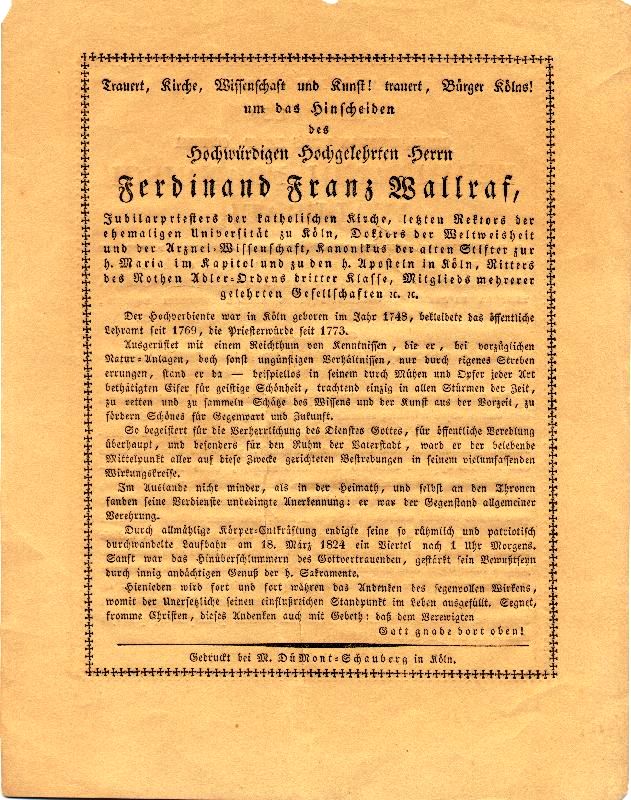 Trauert, Kirche, Wissenschaft und Kunst! trauert, Bürger Kölns!
um das Hinscheiden
des
Hochwürdigen Hochgelehrten Herrn
Ferdinand Franz Wallraf,
Jubilarpriesters der katholischen Kirche, letzten Rektors der
ehemaligen Universität zu Köln, Doktors der Weltweisheit
und der Arznei-Wissenschaft, Kanonikus der alten Stifter zur
h. Maria im Kapitol und zu den h. Aposteln in Köln, Ritters
des Rothen Adler-Ordens dritter Klasse, Mitglieds mehrerer
gelehrten Gesellschaften ꝛc. ꝛc.
Der Hochverdiente war in Köln geboren im Jahr 1748, bekleidete das öffentliche
Lehramt seit 1769, die Priesterwürde seit 1773.
Ausgerüstet mit einem Reichthum von Kenntnissen, die er, bei vorzüglichen
Natur-Anlagen, doch sonst ungünstigen Verhältnissen, nur durch eigenes Streben
errungen, stand er da — beispiellos in seinem durch Mühen und Opfer jeder Art
bethätigten Eifer für geistige Schönheit, trachtend einzig in allen Stürmen der Zeit,
zu retten und zu sammeln Schätze des Wissens und der Kunst aus der Vorzeit, zu
fördern Schönes für Gegenwart und Zukunft.
So begeistert für die Verherrlichung des Dienstes Gottes, für öffentliche Veredlung
überhaupt, und besonders für den Ruhm der Vaterstadt, ward er der belebende
Mittelpunkt aller auf diese Zwecke gerichteten Bestrebungen in seinem vielumfassenden
Wirkungskreise.
Im Auslande nicht minder, als in der Heimath, und selbst an den Thronen
fanden seine Verdienste unbedingte Anerkennung: er war der Gegenstand allgemeiner
Verehrung.
Durch allmählige Körper-Entkräftung endigte seine so rühmlich und patriotisch
durchwandelte Laufbahn am 18. März 1824 ein Viertel nach 1 Uhr Morgens.
Sanft war das Hinüberschlummern des Gottvertrauenden, gestärkt sein Bewußtseyn
durch innig andächtigen Genuß der h. Sakramente.
Hienieden wird fort und fort währen das Andenken des segenvollen Wirkens,
womit der Unersetzliche seinen einflußreichen Standpunkt im Leben ausgefüllt. Segnet,
fromme Christen, dieses Andenken auch mit Gebeth: daß dem Verewigten
Gott gnade dort oben!
Gedruckt bei M. DüMont-Schauberg in Köln.